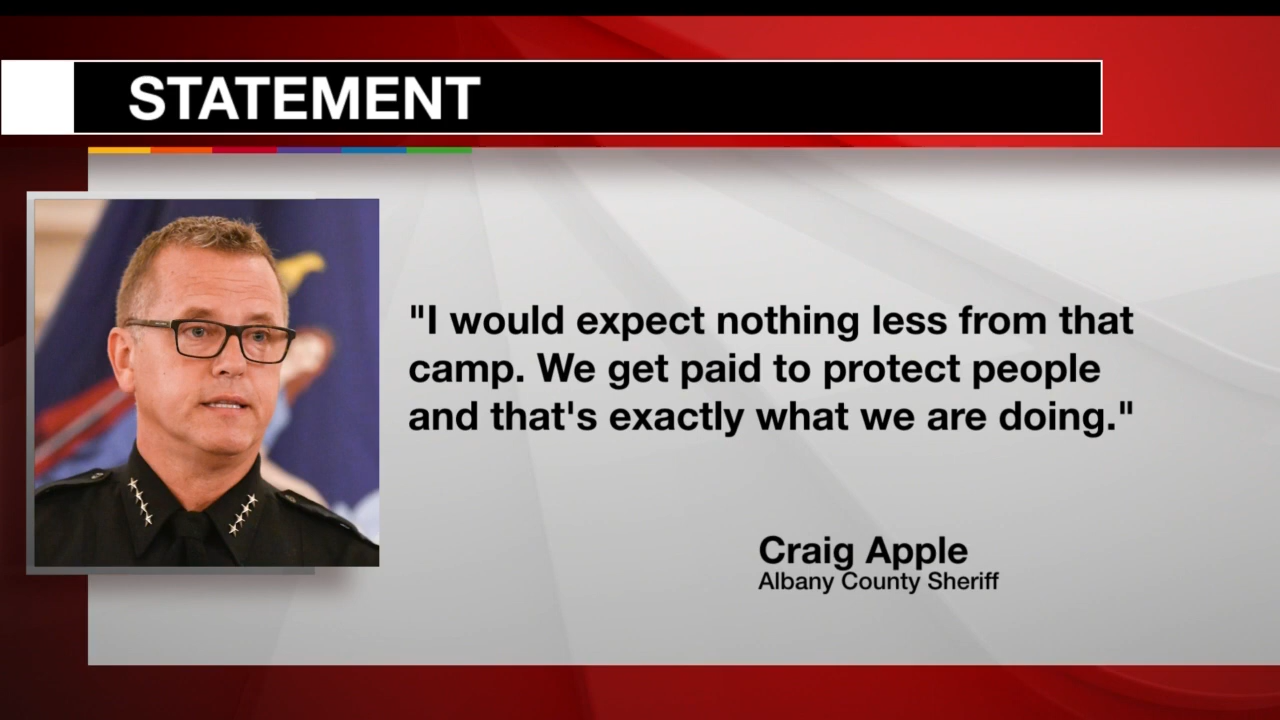 STATEMENT
"I would expect nothing less from that
camp. We get paid to protect people
and that's exactly what we are doing."
Craig Apple
Albany County Sheriff